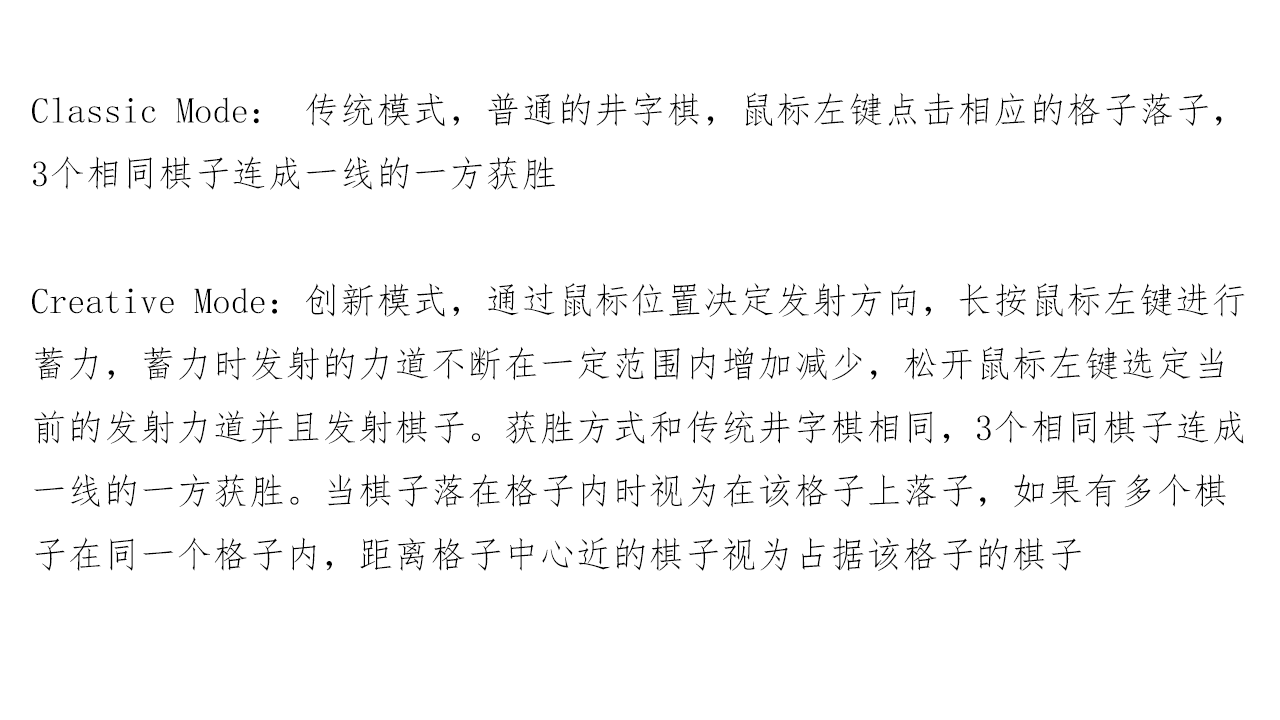 Classic Mode： 传统模式，普通的井字棋，鼠标左键点击相应的格子落子，
3个相同棋子连成一线的一方获胜
Creative Mode：创新模式，通过鼠标位置决定发射方向，长按鼠标左键进行
蓄力，蓄力时发射的力道不断在一定范围内增加减少，松开鼠标左键选定当
前的发射力道并且发射棋子。获胜方式和传统井字棋相同，3个相同棋子连成
一线的一方获胜。当棋子落在格子内时视为在该格子上落子，如果有多个棋
子在同一个格子内，距离格子中心近的棋子视为占据该格子的棋子